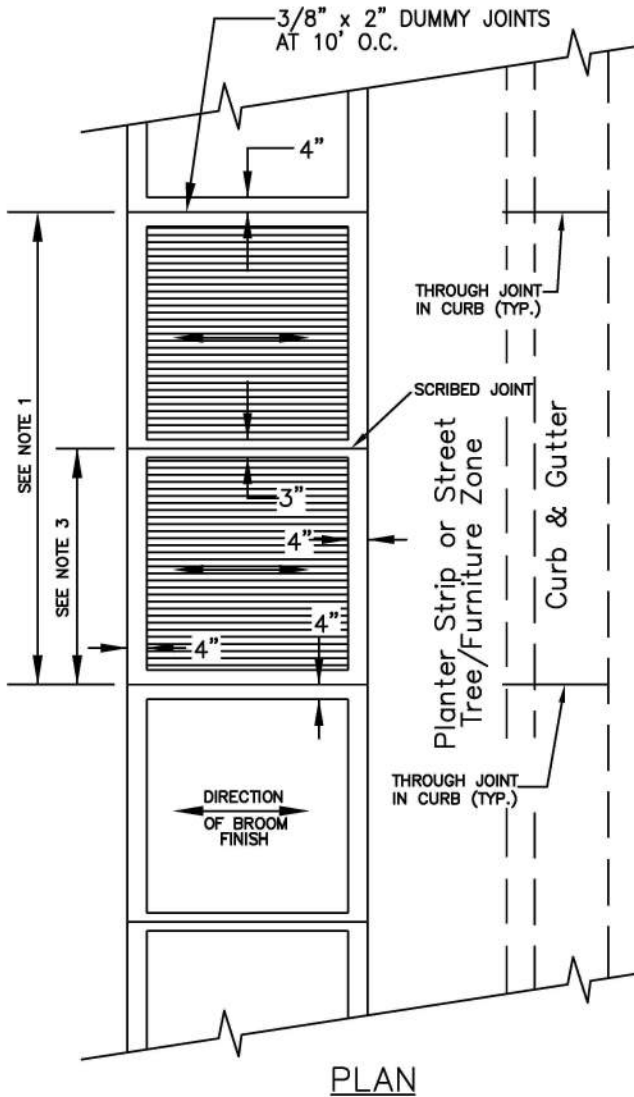 3/8" x 2" DUMMY JOINTS
AT 10' O.C.
4"
THROUGH JOINT
IN CURB (TYP.)
SEE NOTE 1
SCRIBED JOINT
SEE NOTE 3
3"
4"
Planter Strip or Street
Tree/Furniture Zone
Curb & Gutter
4"
4"
THROUGH JOINT
IN CURB (TYP.)
DIRECTION
OF BROOM
FINISH
PLAN